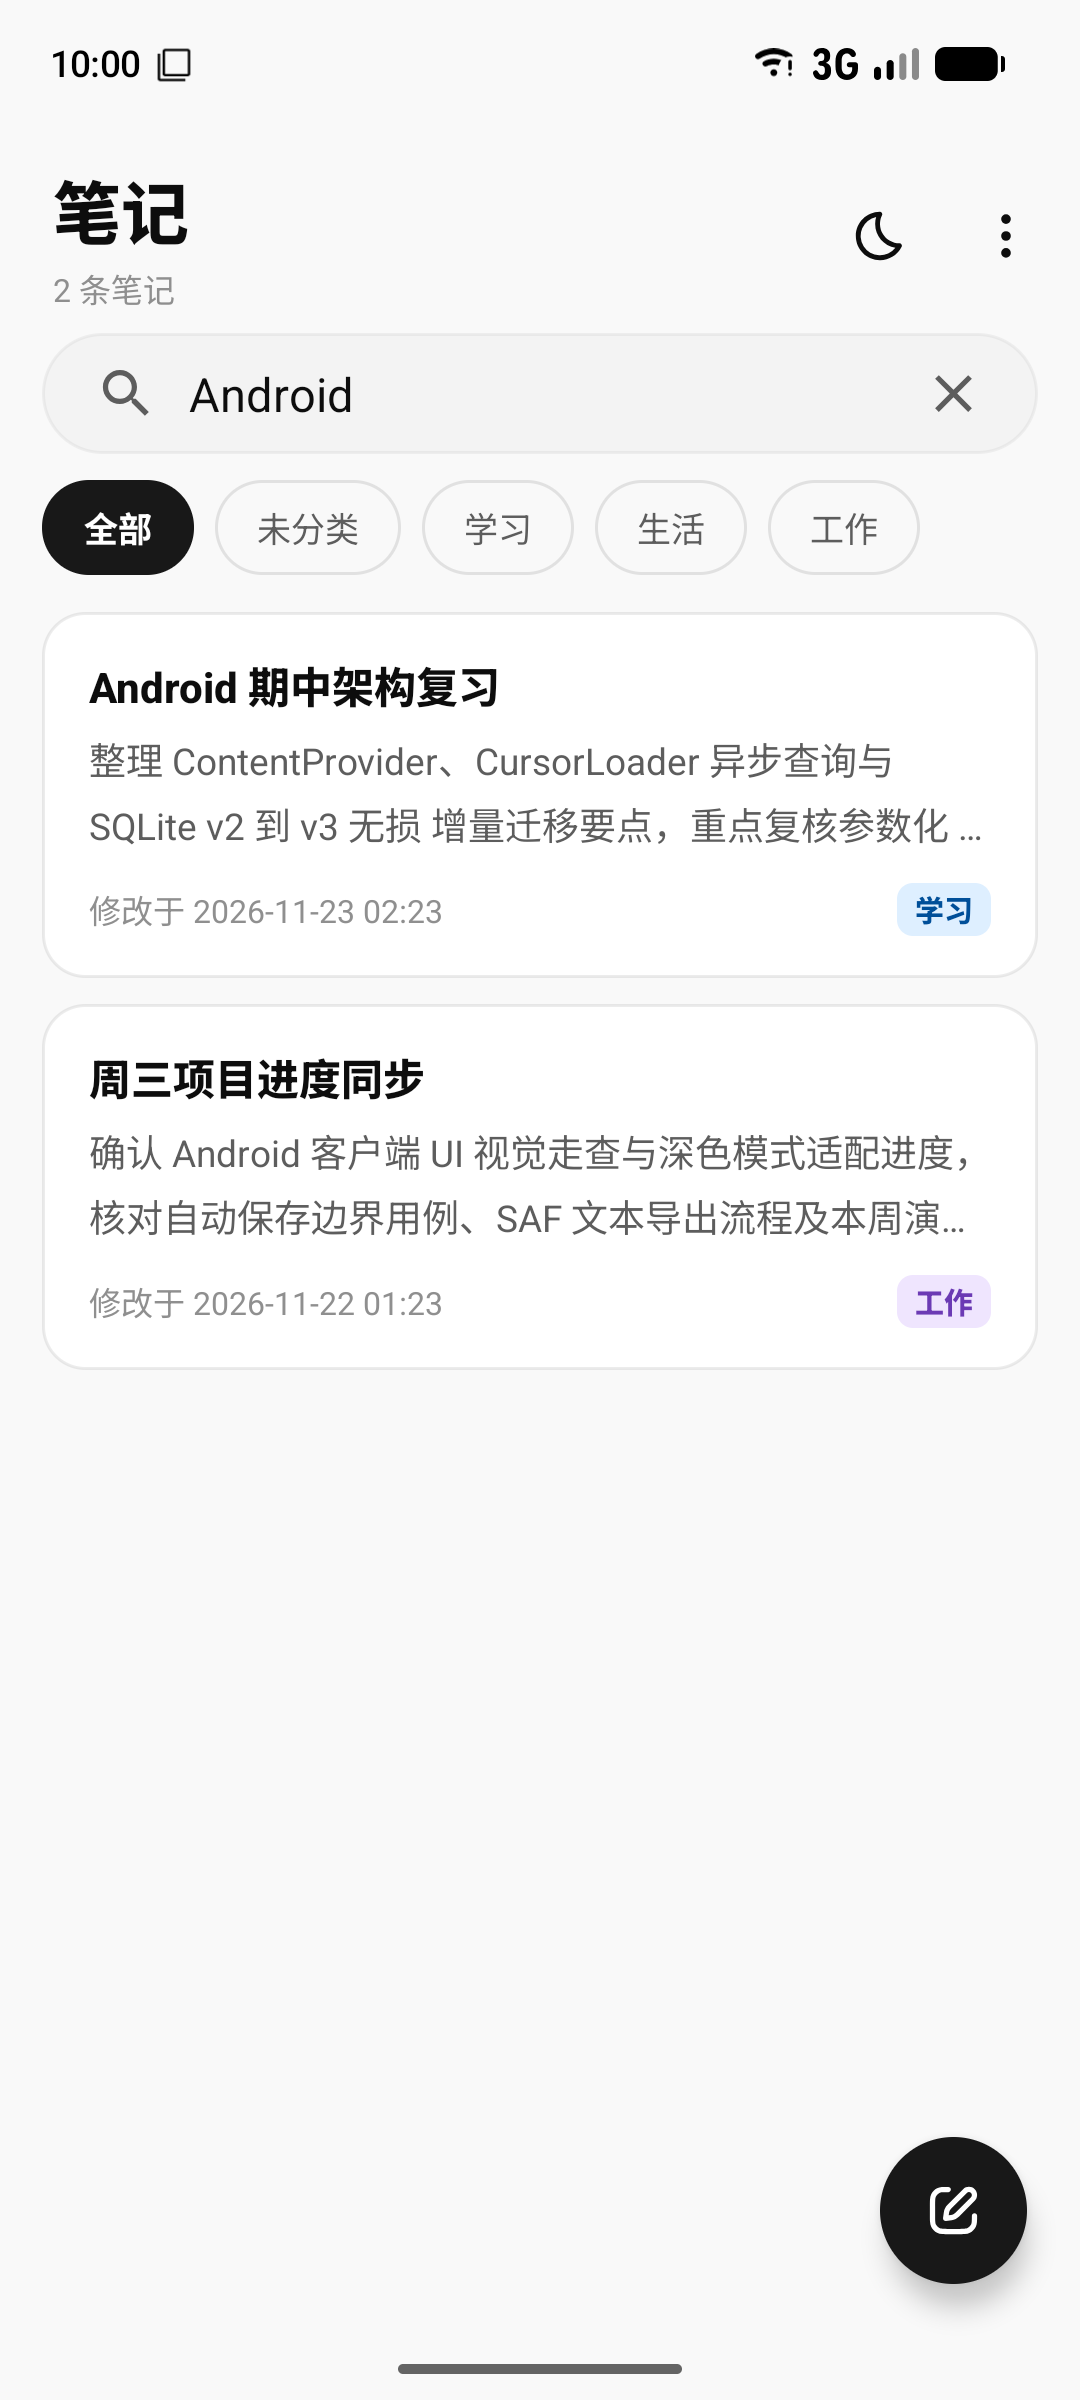 10:00
3G
笔记
2 条笔记
Android
全部 未分类 学习 生活 工作
Android 期中架构复习
整理 ContentProvider、CursorLoader 异步查询与
SQLite v2 到 v3 无损 增量迁移要点，重点复核参数化 ...
修改于 2026-11-23 02:23
学习
周三项目进度同步
确认 Android 客户端 UI 视觉走查与深色模式适配进度，
核对自动保存边界用例、SAF 文本导出流程及本周演...
修改于 2026-11-22 01:23
工作